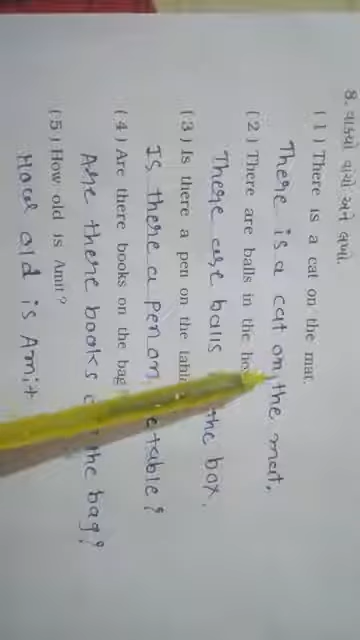 8. વાક્યો વાંચો અને લખો.
(1) There is a cat on the mat.
There is a cat on the mat.
(2) There are balls in the
There are balls the box.
(3) Is there a pen on the
Is there a pen on table?
(4) Are there books on the bag
Are there books the bag?
(5) How old is Amit?
How old is Amit